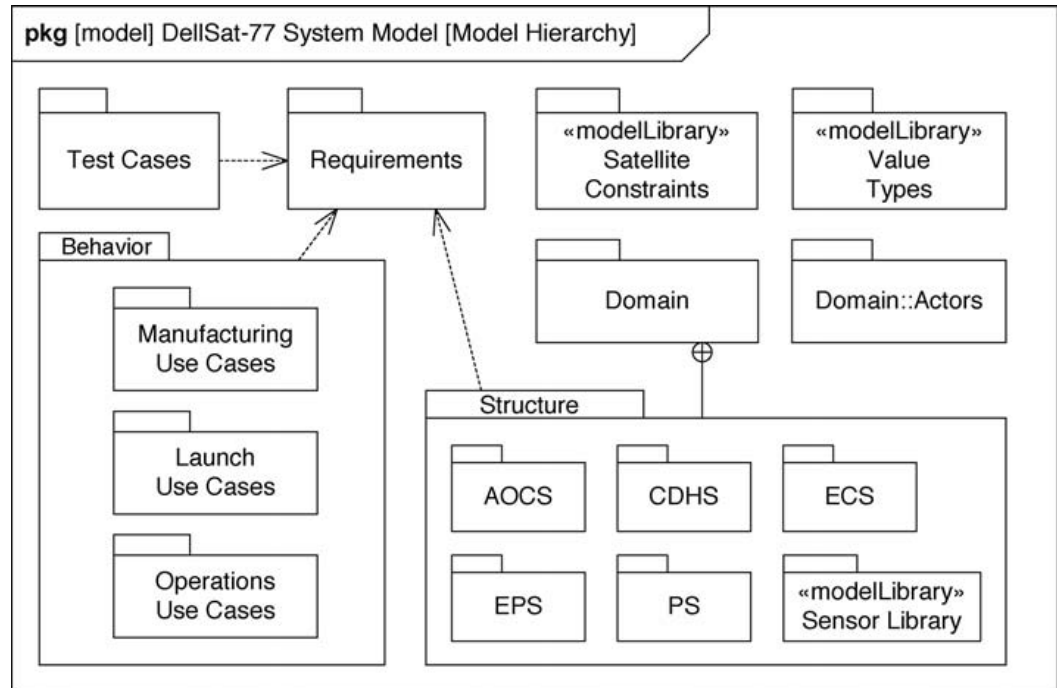 pkg [model] DellSat-77 System Model [Model Hierarchy]
Test Cases
Requirements
«modelLibrary»
Satellite
Constraints
«modelLibrary»
Value
Types
Behavior
Manufacturing
Use Cases
Launch
Use Cases
Operations
Use Cases
Domain
Domain::Actors
Structure
AOCS
CDHS
ECS
EPS
PS
«modelLibrary»
Sensor Library